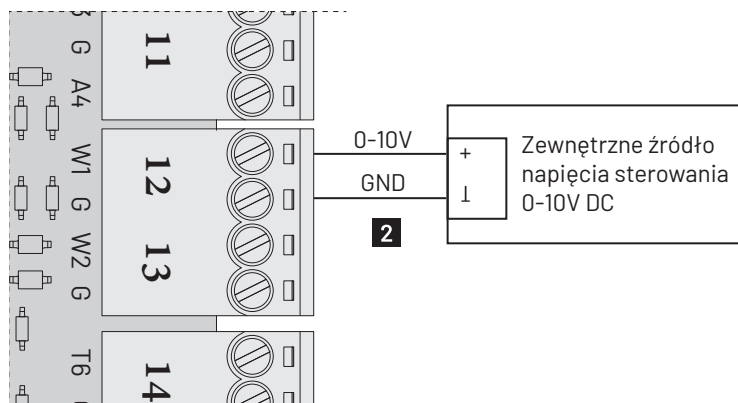 G
A4
W1
G
W2
G
T6
11
12
13
14
0-10V
GND
2
+
Zewnętrzne źródło
napięcia sterowania
0-10V DC